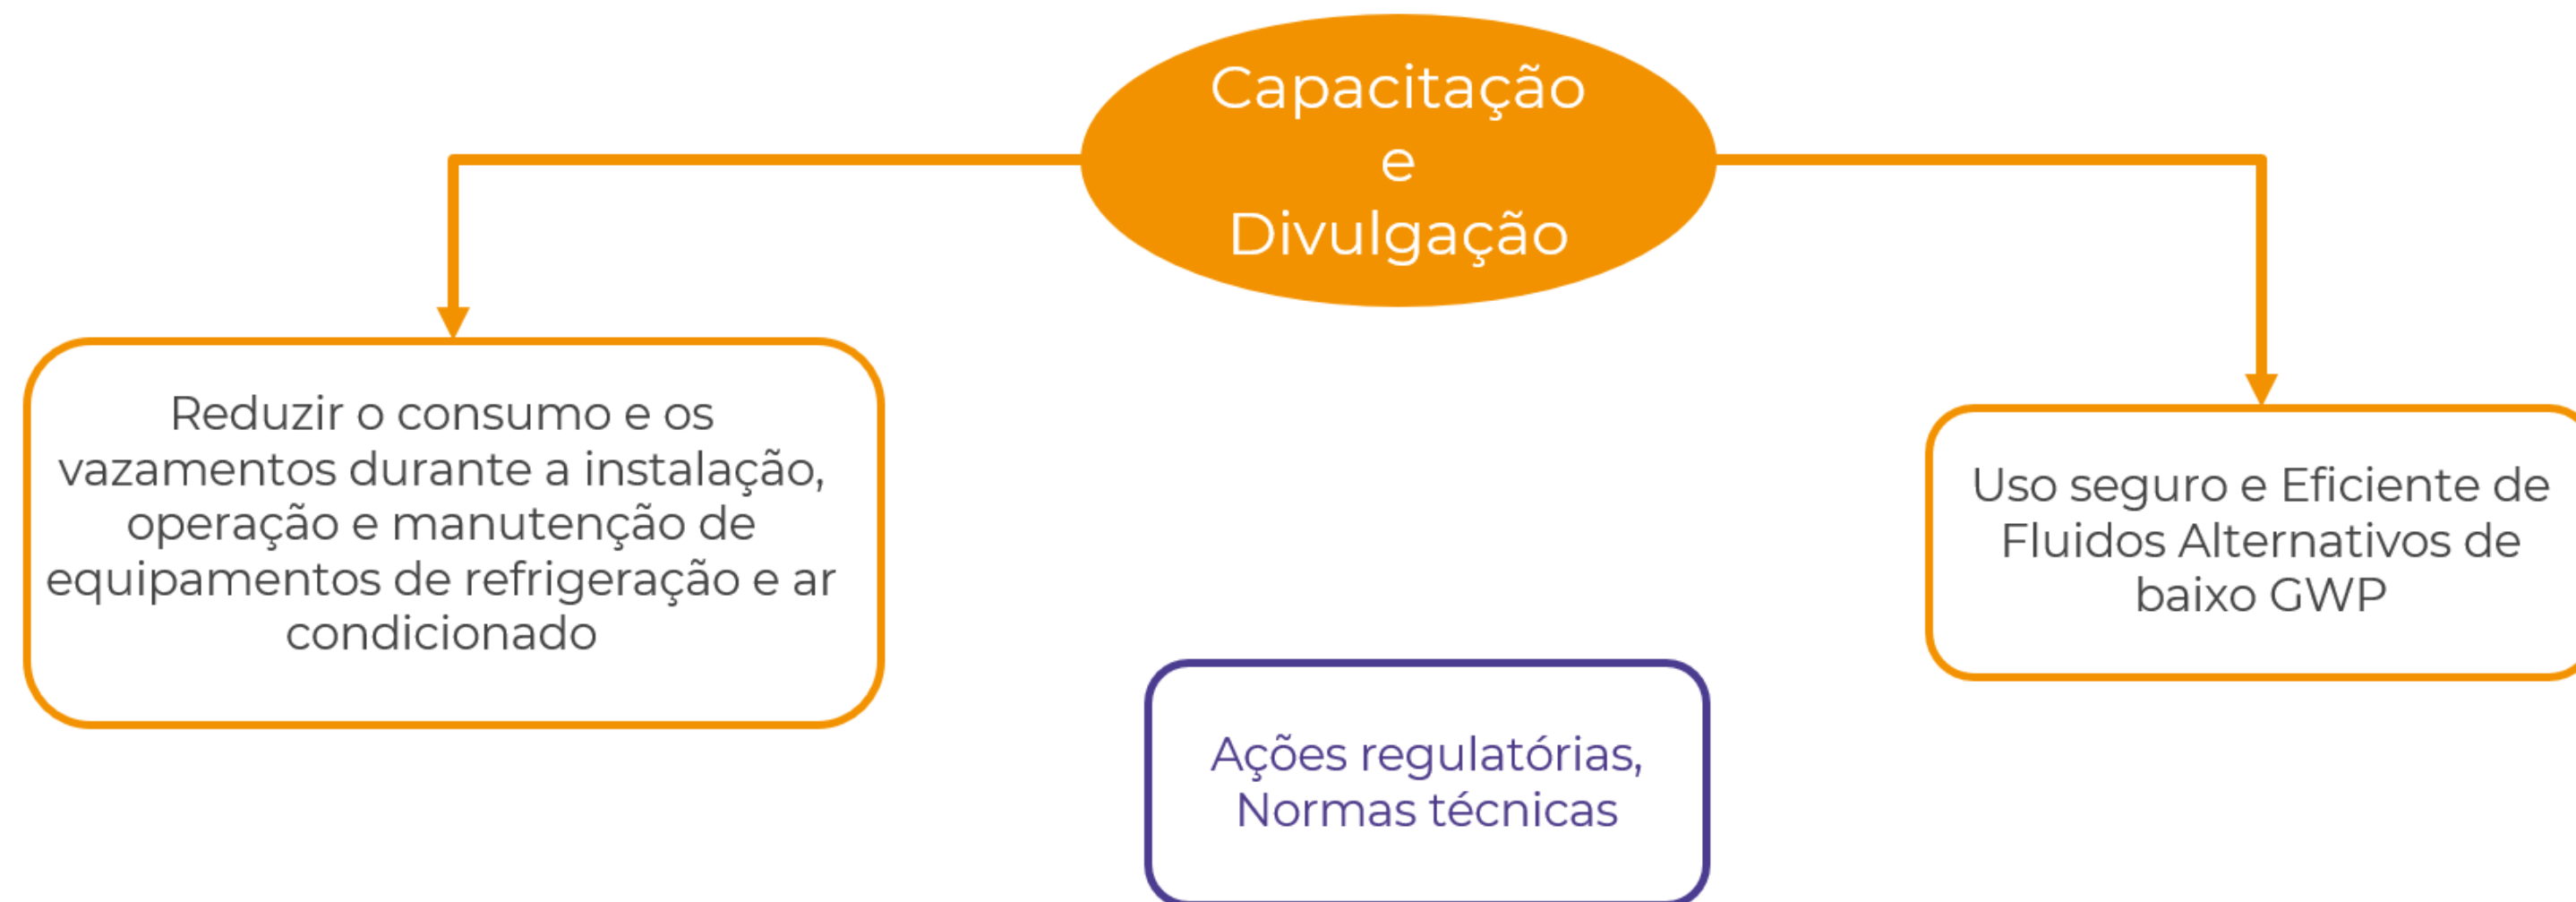 Capacitação
e
Divulgação
Reduzir o consumo e os
vazamentos durante a instalação,
operação e manutenção de
equipamentos de refrigeração e ar
condicionado
Uso seguro e Eficiente de
Fluidos Alternativos de
baixo GWP
Ações regulatórias,
Normas técnicas